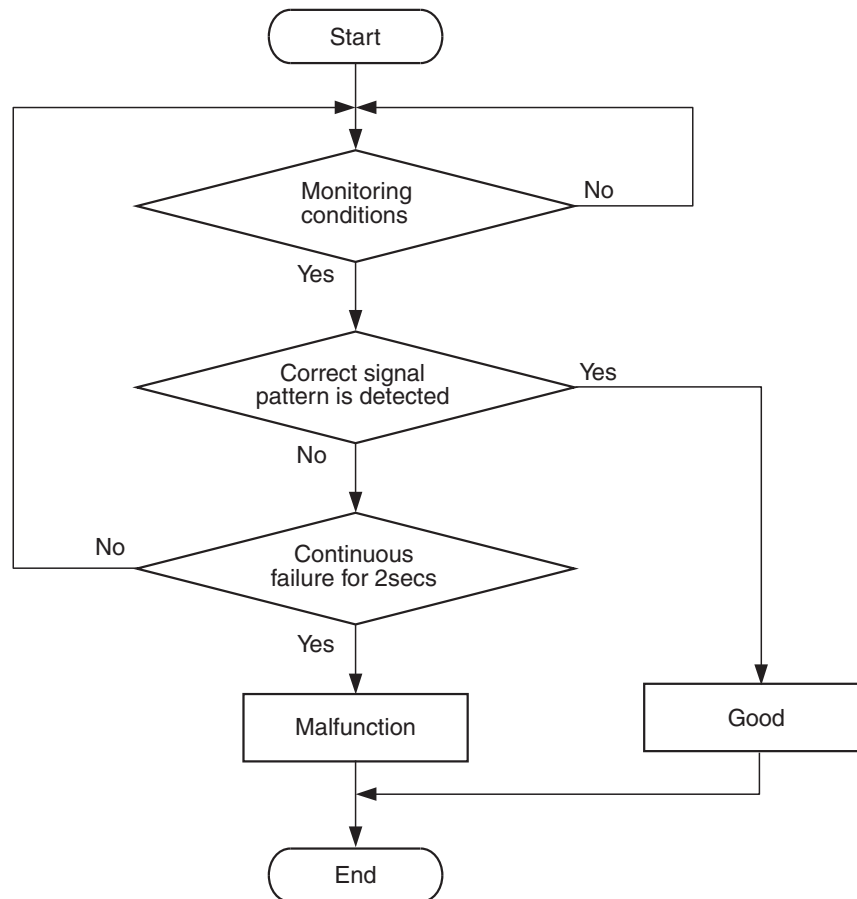 Start
Monitoring
conditions
No
Yes
Correct signal
pattern is detected
Yes
No
Continuous
failure for 2secs
No
Yes
Malfunction
Good
End